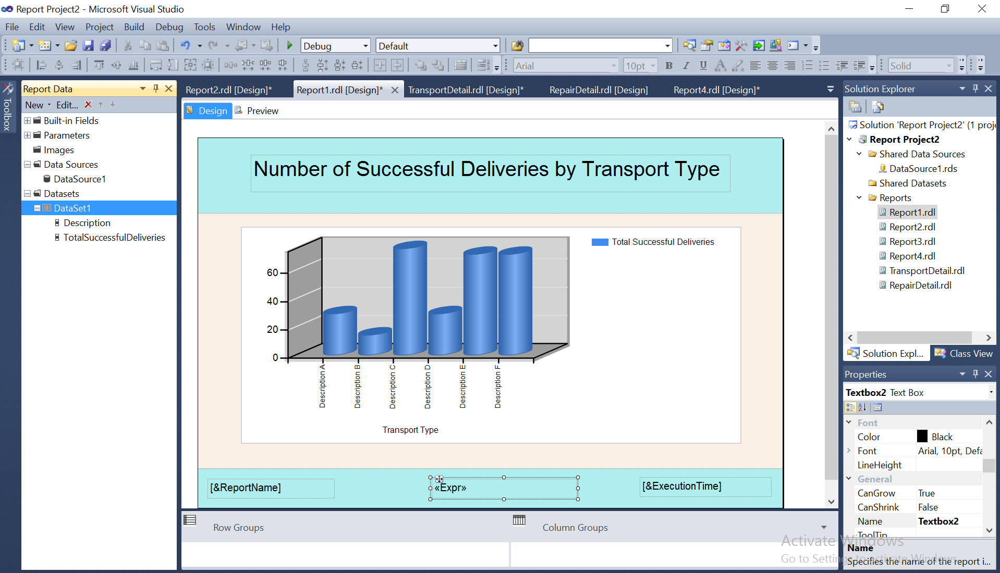 Report Project2 - Microsoft Visual Studio
File Edit View Project Build Debug Tools Window Help
Debug Default
Arial 10pt B I U A Solid
Toolbox
Report Data
New Edit...
Built-in Fields
Parameters
Images
Data Sources
DataSource1
Datasets
DataSet1
Description
TotalSuccessfulDeliveries
Report2.rdl [Design]* Report1.rdl [Design]* TransportDetail.rdl [Design]* RepairDetail.rdl [Design] Report4.rdl [Design]*
Design Preview
Number of Successful Deliveries by Transport Type
Total Successful Deliveries
60
40
20
0
Description A
Description B
Description C
Description D
Description E
Description F
Transport Type
[&ReportName] «Expr» [&ExecutionTime]
Row Groups Column Groups
Solution Explorer
Solution 'Report Project2' (1 proje
Report Project2
Shared Data Sources
DataSource1.rds
Shared Datasets
Reports
Report1.rdl
Report2.rdl
Report3.rdl
Report4.rdl
TransportDetail.rdl
RepairDetail.rdl
Solution Expl... Class View
Properties
Textbox2 Text Box
Font
Color Black
Font Arial, 10pt, Defa
LineHeight
General
CanGrow True
CanShrink False
Name Textbox2
ToolTip
Name
Specifies the name of the report i...
Activate Windows
Go to Settings to activate Windows.